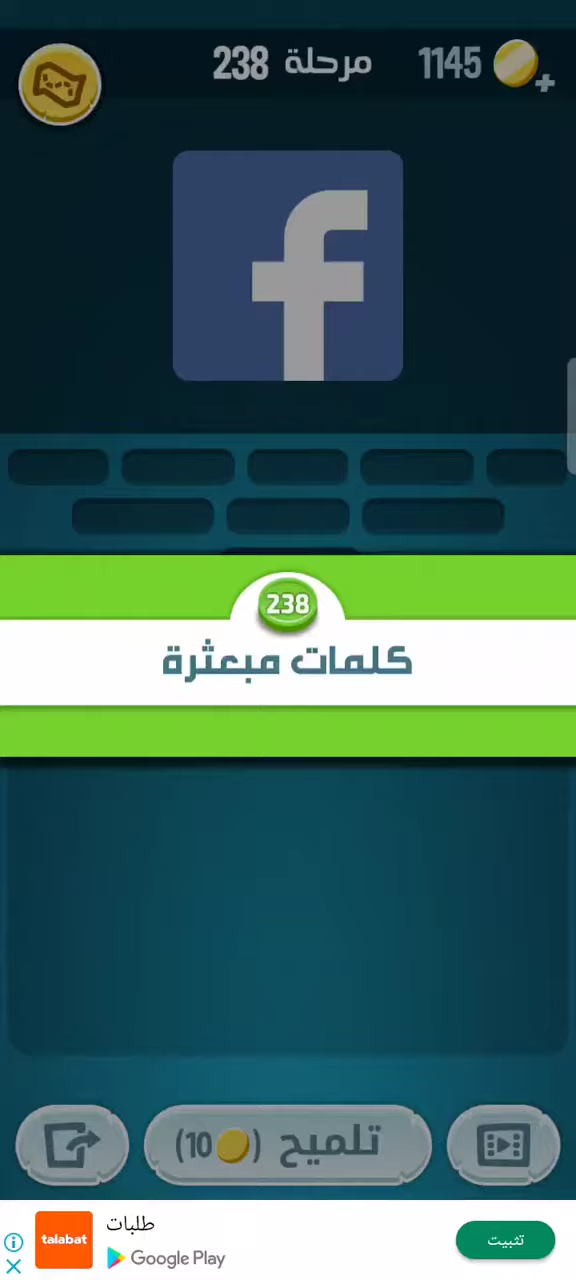 مرحلة 238
1145
f
238
كلمات مبعثرة
تلميح (10)
talabat
طلبات
Google Play
تثبيت